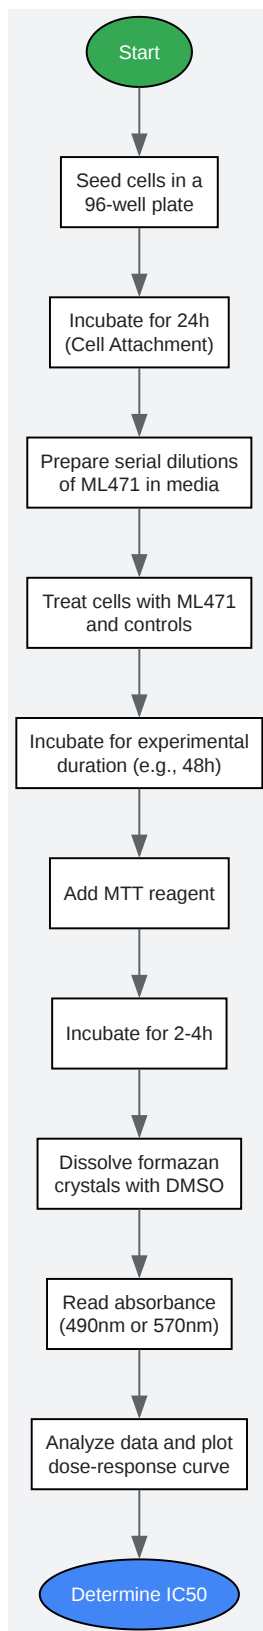 Start
Seed cells in a
96-well plate
Incubate for 24h
(Cell Attachment)
Prepare serial dilutions
of ML471 in media
Treat cells with ML471
and controls
Incubate for experimental
duration (e.g., 48h)
Add MTT reagent
Incubate for 2-4h
Dissolve formazan
crystals with DMSO
Read absorbance
(490nm or 570nm)
Analyze data and plot
dose-response curve
Determine IC50